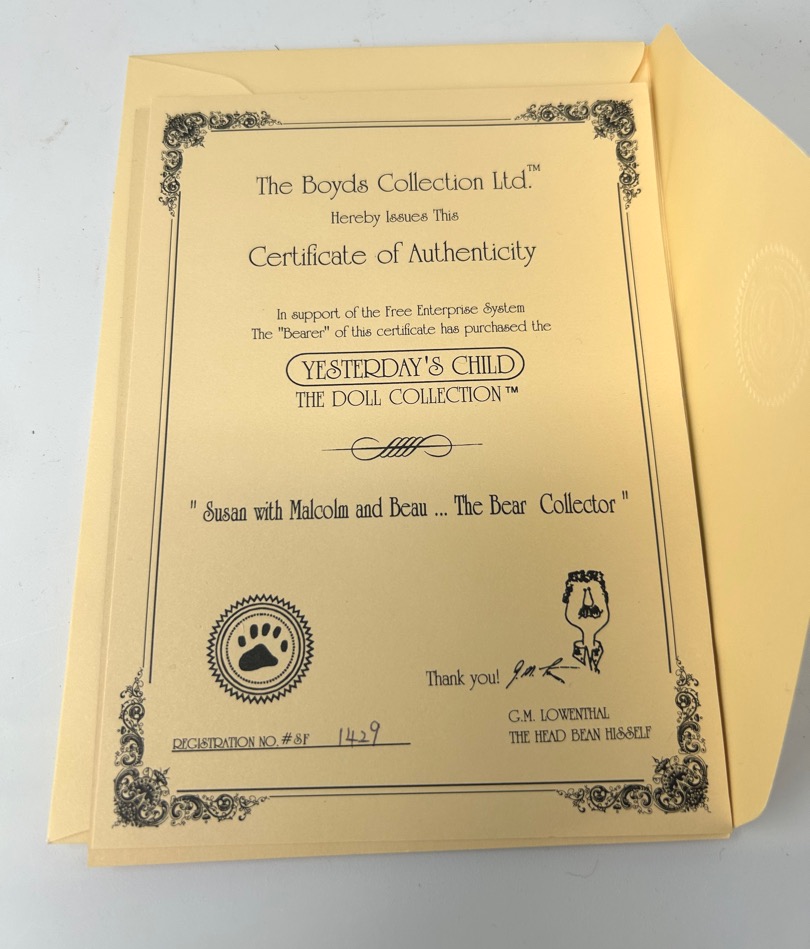 The Boyds Collection Ltd.™
Hereby Issues This
Certificate of Authenticity
In support of the Free Enterprise System
The "Bearer" of this certificate has purchased the
YESTERDAY'S CHILD
THE DOLL COLLECTION™
" Susan with Malcolm and Beau ... The Bear Collector "
Thank you!
G.M. LOWENTHAL
THE HEAD BEAN HISSELF
REGISTRATION NO. #SF 1429